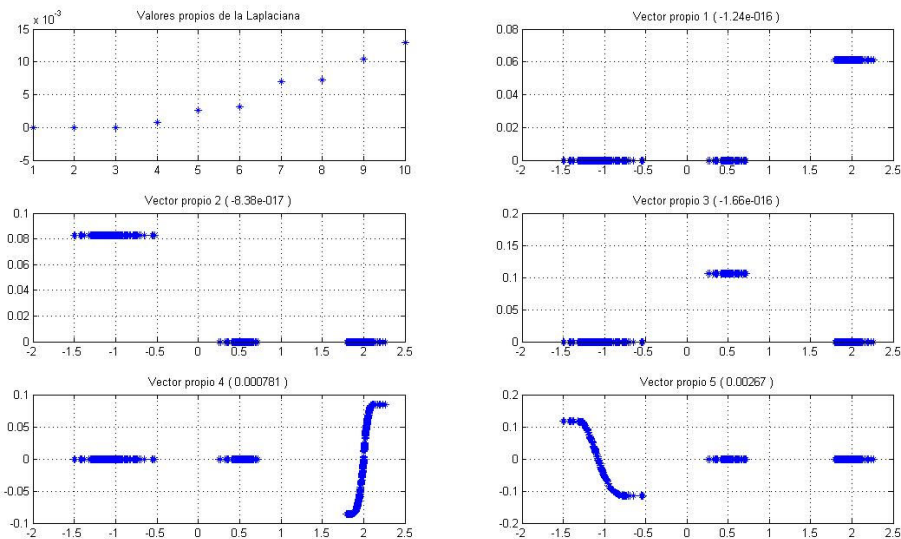 Valores propios de la Laplaciana
x 10⁻³
15
10
5
0
-5
1 2 3 4 5 6 7 8 9 10
Vector propio 1 ( -1.24e-016 )
0.08
0.06
0.04
0.02
0
-2 -1.5 -1 -0.5 0 0.5 1 1.5 2 2.5
Vector propio 2 ( -8.38e-017 )
0.1
0.08
0.06
0.04
0.02
0
-2 -1.5 -1 -0.5 0 0.5 1 1.5 2 2.5
Vector propio 3 ( -1.66e-016 )
0.2
0.15
0.1
0.05
0
-2 -1.5 -1 -0.5 0 0.5 1 1.5 2 2.5
Vector propio 4 ( 0.000781 )
0.1
0.05
0
-0.05
-0.1
-2 -1.5 -1 -0.5 0 0.5 1 1.5 2 2.5
Vector propio 5 ( 0.00267 )
0.2
0.1
0
-0.1
-0.2
-2 -1.5 -1 -0.5 0 0.5 1 1.5 2 2.5